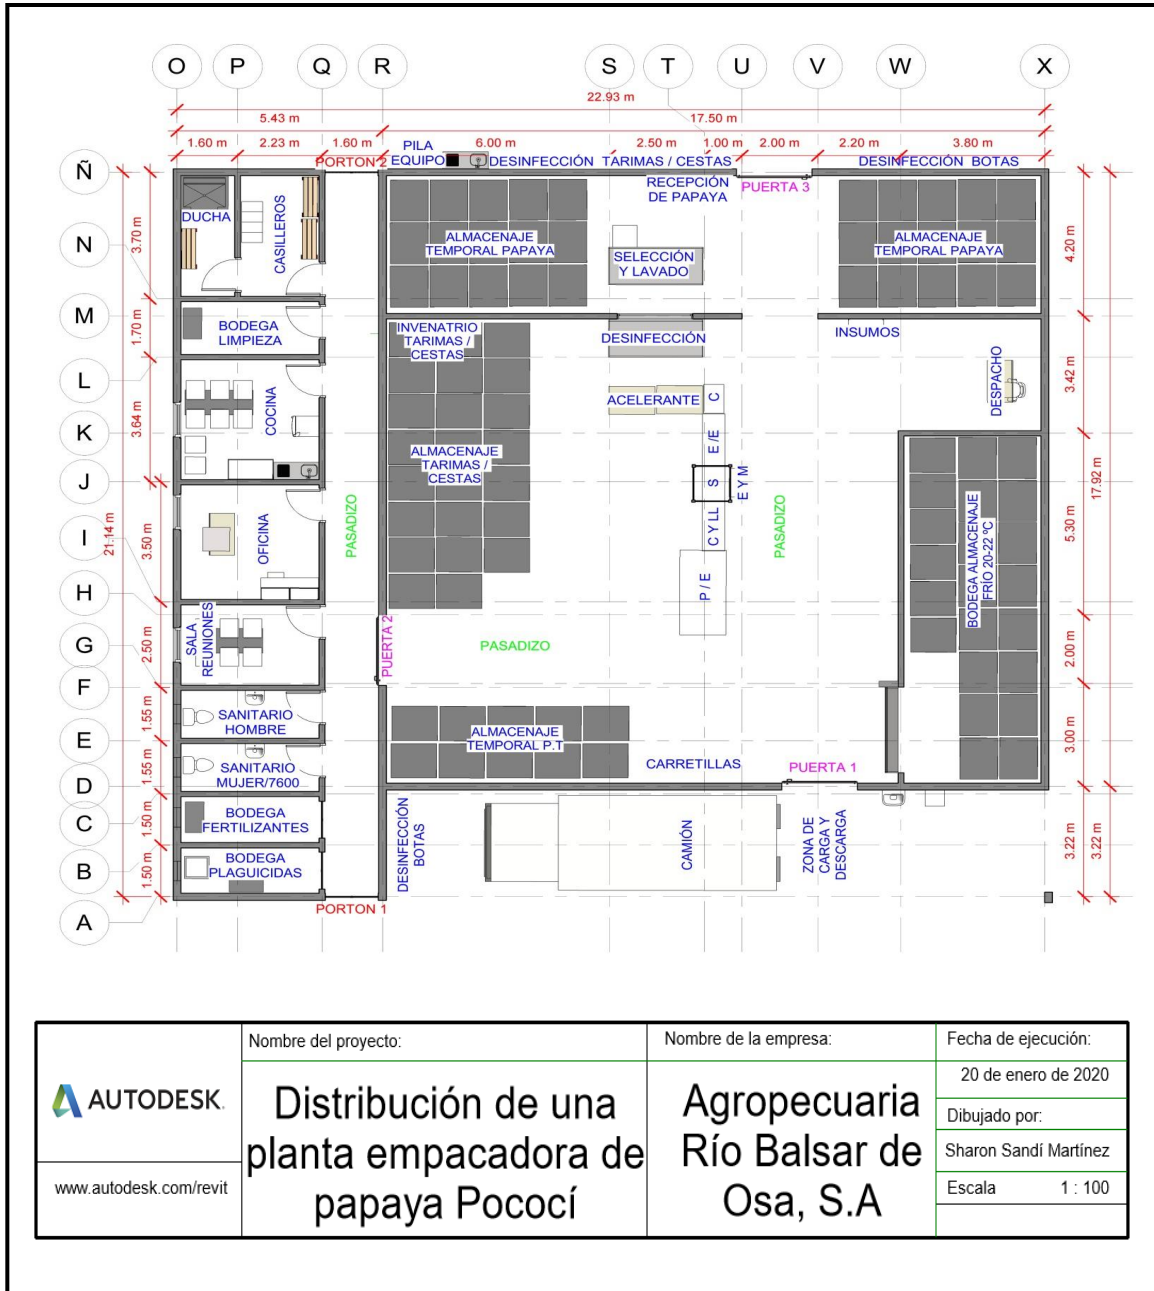 O P Q R S T U V W X
22.93 m
5.43 m 17.50 m
1.60 m 2.23 m 1.60 m 6.00 m 2.50 m 1.00 m 2.00 m 2.20 m 3.80 m
PORTON 2
PILA
EQUIPO
DESINFECCIÓN TARIMAS / CESTAS
DESINFECCIÓN BOTAS
RECEPCIÓN
DE PAPAYA
PUERTA 3
Ñ
N
M
L
K
J
I
H
G
F
E
D
C
B
A
21.14 m
3.70 m
1.70 m
3.64 m
3.50 m
2.50 m
1.55 m
1.55 m
1.50 m
1.50 m
DUCHA
CASILLEROS
BODEGA
LIMPIEZA
COCINA
OFICINA
SALA
REUNIONES
SANITARIO
HOMBRE
SANITARIO
MUJER/7600
BODEGA
FERTILIZANTES
BODEGA
PLAGUICIDAS
PASADIZO
PORTON 1
ALMACENAJE
TEMPORAL PAPAYA
SELECCIÓN
Y LAVADO
ALMACENAJE
TEMPORAL PAPAYA
INVENATRIO
TARIMAS /
CESTAS
DESINFECCIÓN
INSUMOS
ACELERANTE
C
E /E
S
E Y M
C Y LL
P / E
DESPACHO
ALMACENAJE
TARIMAS /
CESTAS
PASADIZO
BODEGA ALMACENAJE
FRÍO 20-22 ºC
PUERTA 2
PASADIZO
ALMACENAJE
TEMPORAL P.T
CARRETILLAS
PUERTA 1
DESINFECCIÓN
BOTAS
CAMIÓN
ZONA DE
CARGA Y
DESCARGA
4.20 m
3.42 m
5.30 m
2.00 m
3.00 m
3.22 m
17.92 m
3.22 m
AUTODESK.
www.autodesk.com/revit
Nombre del proyecto:
Distribución de una
planta empacadora de
papaya Pococí
Nombre de la empresa:
Agropecuaria
Río Balsar de
Osa, S.A
Fecha de ejecución:
20 de enero de 2020
Dibujado por:
Sharon Sandí Martínez
Escala 1 : 100